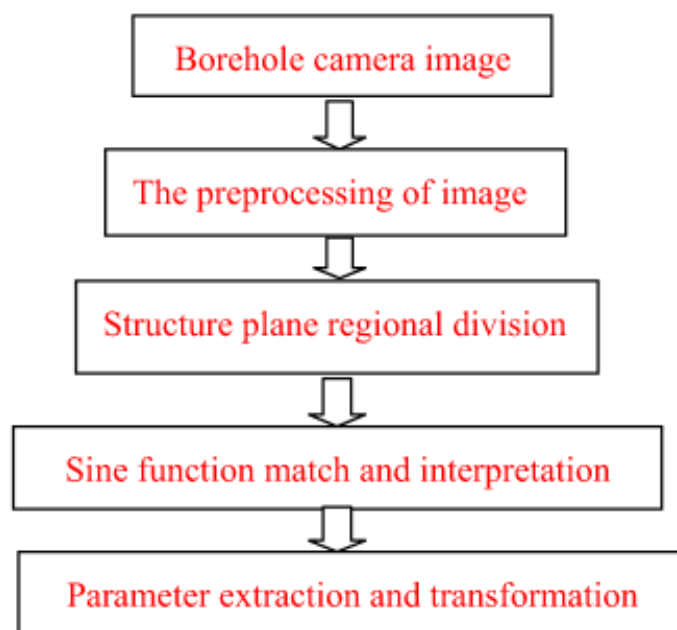 Borehole camera image
The preprocessing of image
Structure plane regional division
Sine function match and interpretation
Parameter extraction and transformation